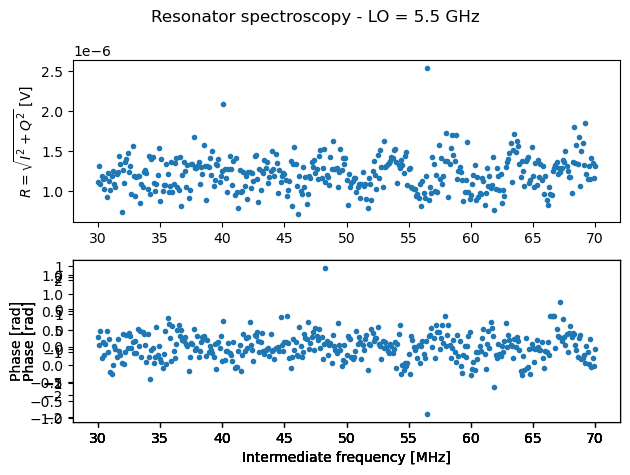 Resonator spectroscopy - LO = 5.5 GHz
1e−6
R = √I² + Q² [V]
2.5
2.0
1.5
1.0
30 35 40 45 50 55 60 65 70
Phase [rad]
Phase [rad]
30 35 40 45 50 55 60 65 70
Intermediate frequency [MHz]